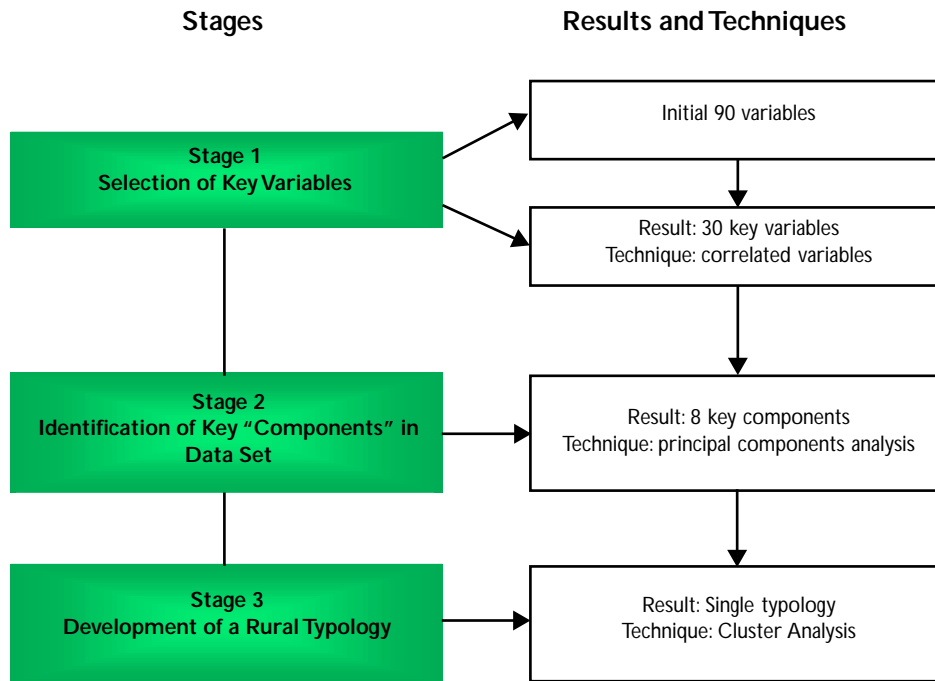 Stages
Results and Techniques
Initial 90 variables
Stage 1
Selection of Key Variables
Result: 30 key variables
Technique: correlated variables
Stage 2
Identification of Key “Components” in
Data Set
Result: 8 key components
Technique: principal components analysis
Stage 3
Development of a Rural Typology
Result: Single typology
Technique: Cluster Analysis